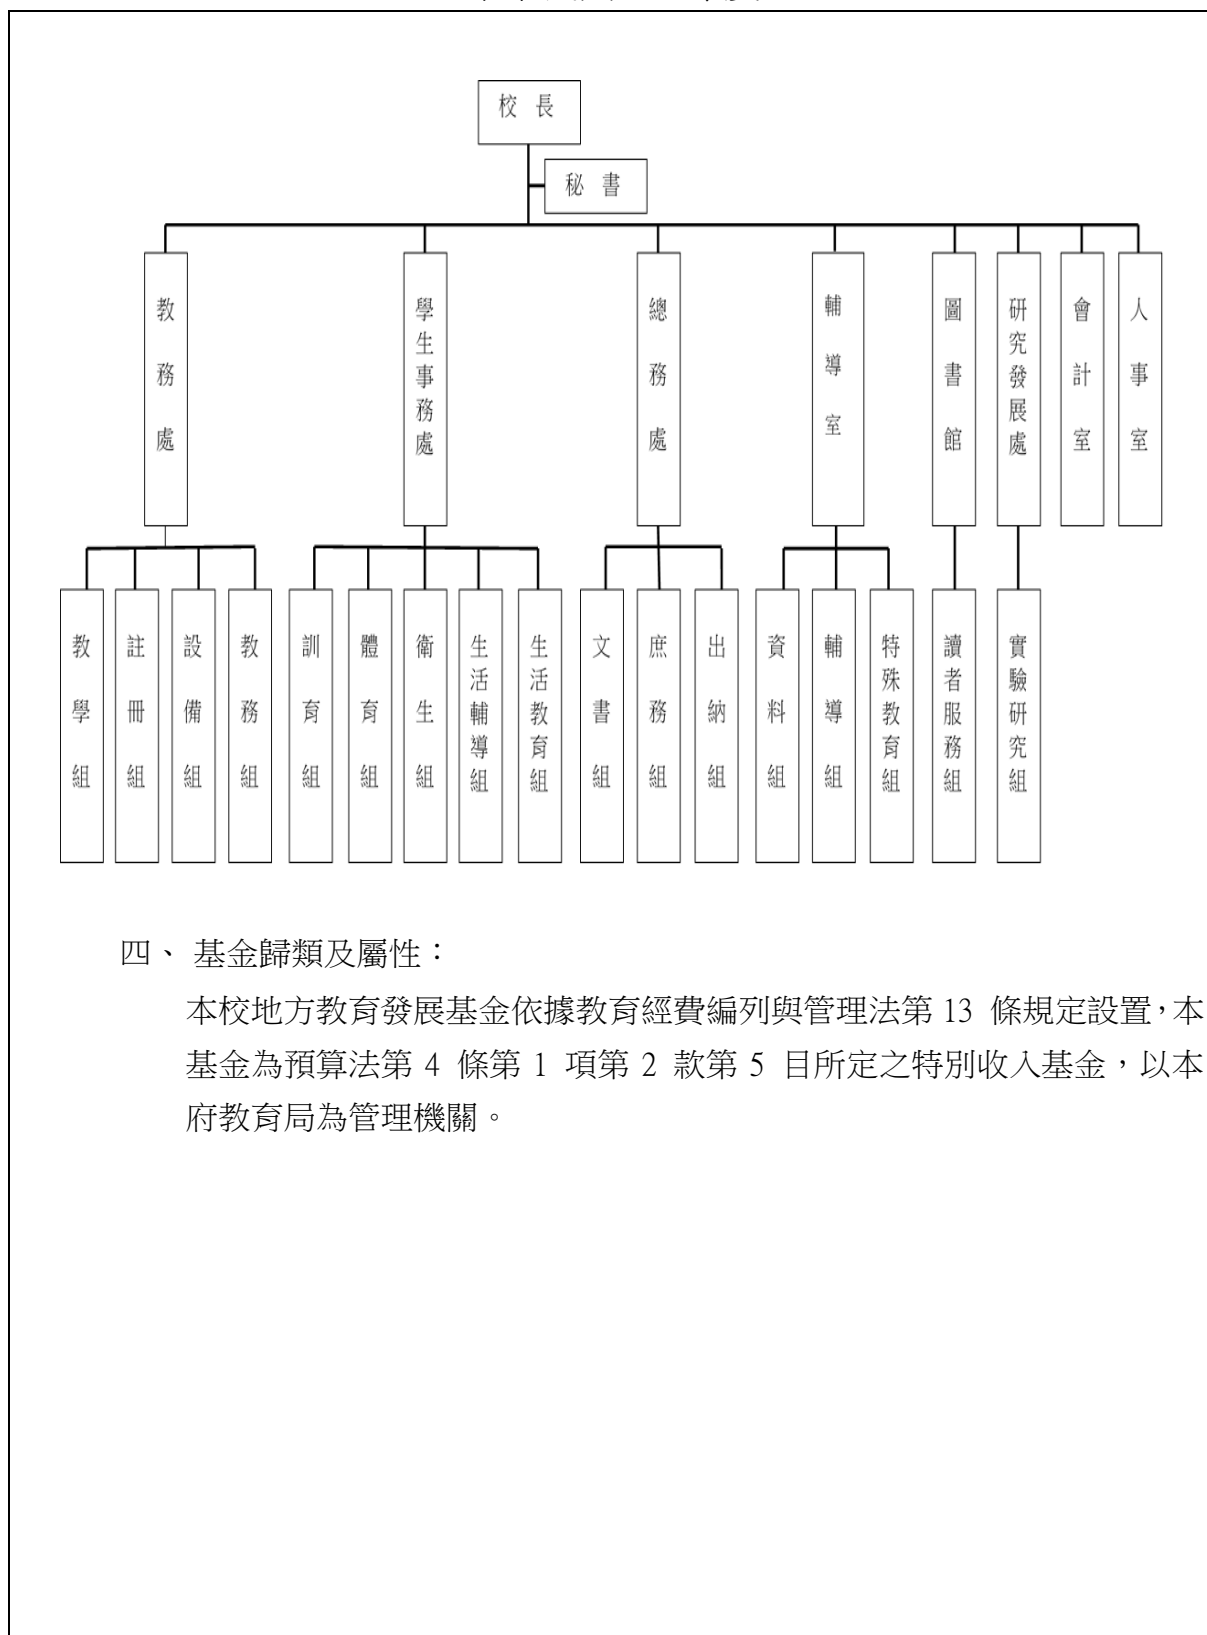 校 長
秘 書
教務處
學生事務處
總務處
輔導室
圖書館
研究發展處
會計室
人事室
教學組
註冊組
設備組
教務組
訓育組
體育組
衛生組
生活輔導組
生活教育組
文書組
庶務組
出納組
資料組
輔導組
特殊教育組
讀者服務組
實驗研究組
四、 基金歸類及屬性：
本校地方教育發展基金依據教育經費編列與管理法第 13 條規定設置，本
基金為預算法第 4 條第 1 項第 2 款第 5 目所定之特別收入基金，以本
府教育局為管理機關。